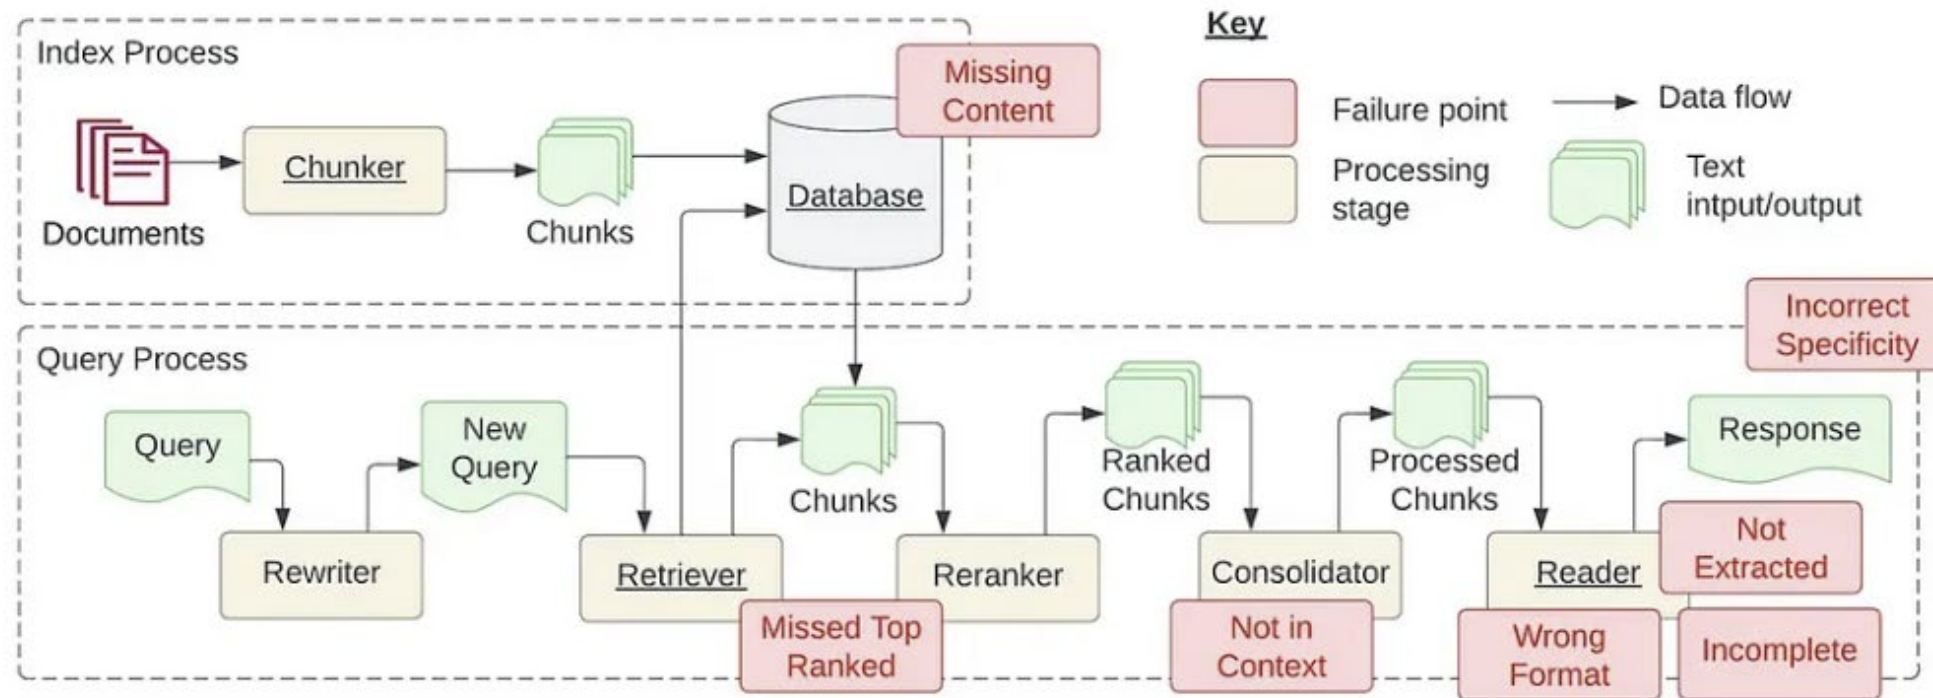 Index Process
Documents
Chunker
Chunks
Database
Missing
Content
Key
Failure point
Data flow
Processing
stage
Text
intput/output
Query Process
Incorrect
Specificity
Query
Rewriter
New
Query
Retriever
Chunks
Missed Top
Ranked
Reranker
Ranked
Chunks
Consolidator
Not in
Context
Processed
Chunks
Reader
Response
Not
Extracted
Wrong
Format
Incomplete